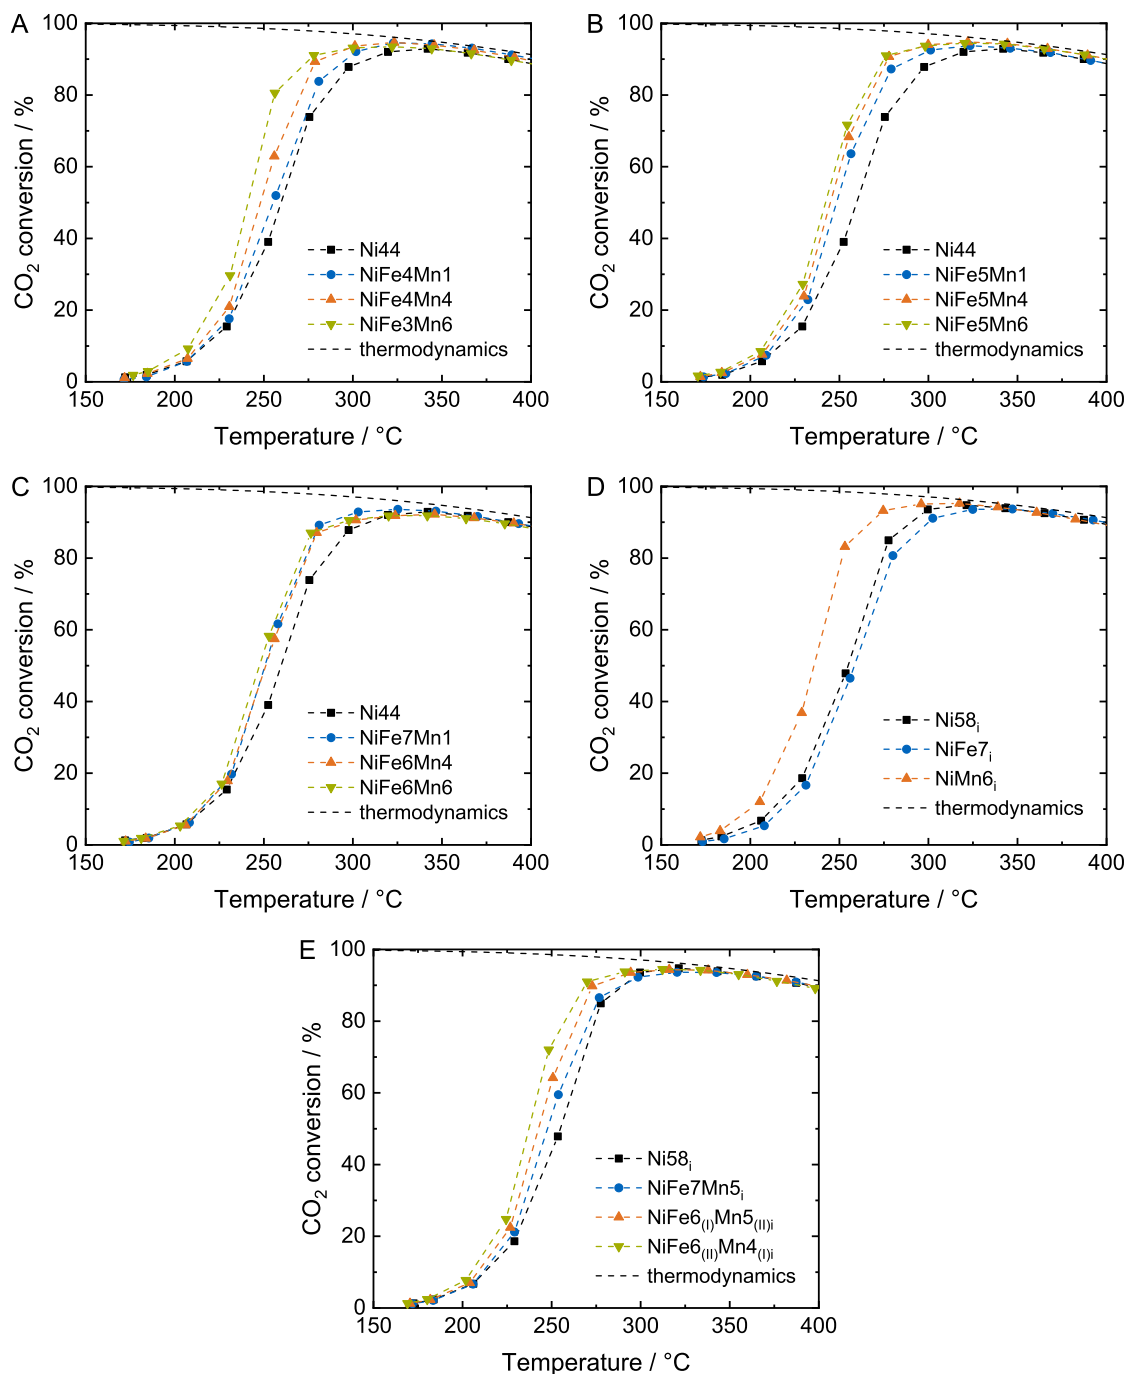 A
CO2 conversion / %
100
80
60
40
20
0
Ni44
NiFe4Mn1
NiFe4Mn4
NiFe3Mn6
thermodynamics
150 200 250 300 350 400
Temperature / °C
B
CO2 conversion / %
100
80
60
40
20
0
Ni44
NiFe5Mn1
NiFe5Mn4
NiFe5Mn6
thermodynamics
150 200 250 300 350 400
Temperature / °C
C
CO2 conversion / %
100
80
60
40
20
0
Ni44
NiFe7Mn1
NiFe6Mn4
NiFe6Mn6
thermodynamics
150 200 250 300 350 400
Temperature / °C
D
CO2 conversion / %
100
80
60
40
20
0
Ni58i
NiFe7i
NiMn6i
thermodynamics
150 200 250 300 350 400
Temperature / °C
E
CO2 conversion / %
100
80
60
40
20
0
Ni58i
NiFe7Mn5i
NiFe6(I)Mn5(II)i
NiFe6(II)Mn4(I)i
thermodynamics
150 200 250 300 350 400
Temperature / °C